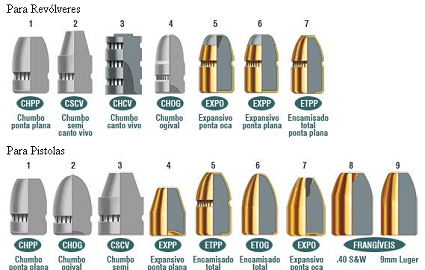 Para Revólveres
1 2 3 4 5 6 7
CHPP CSCV CHCV CHOG EXPO EXPP ETPP
Chumbo Chumbo Chumbo Chumbo Expansivo Expansivo Encamisado
ponta plana semi canto vivo ogival ponta oca ponta plana total
canto vivo ponta plana
Para Pistolas
1 2 3 4 5 6 7 8 9
CHPP CHOG CSCV EXPP ETPP ETOG EXPO FRANGÍVEIS
Chumbo Chumbo Chumbo Expansivo Encamisado Encamisado Expansivo .40 S&W 9mm Luger
ponta plana ogival semi ponta plana total total ponta oca